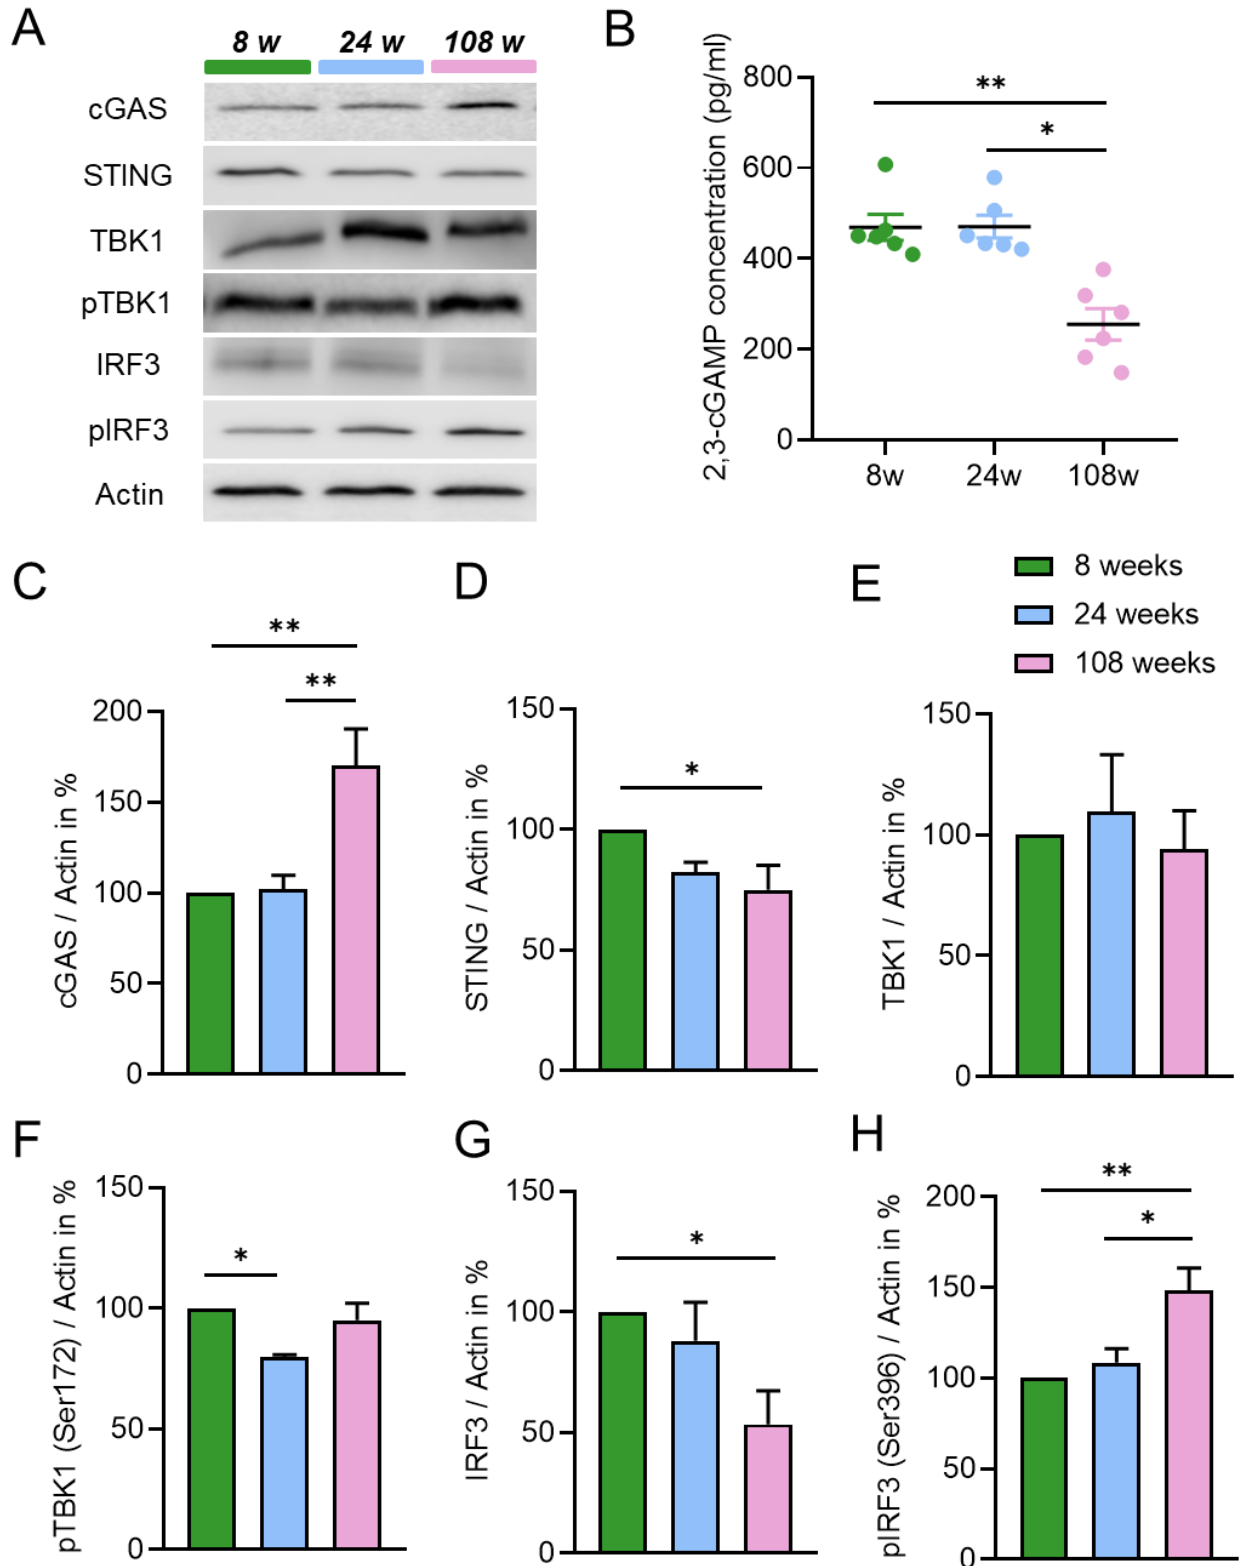 A
8 w 24 w 108 w
cGAS
STING
TBK1
pTBK1
IRF3
pIRF3
Actin
B
2,3-cGAMP concentration (pg/ml)
800
600
400
200
0
**
*
8w 24w 108w
8 weeks
24 weeks
108 weeks
C
cGAS / Actin in %
200
150
100
50
0
**
**
D
STING / Actin in %
150
100
50
0
*
E
TBK1 / Actin in %
150
100
50
0
F
pTBK1 (Ser172) / Actin in %
150
100
50
0
*
G
IRF3 / Actin in %
150
100
50
0
*
H
pIRF3 (Ser396) / Actin in %
200
150
100
50
0
**
*